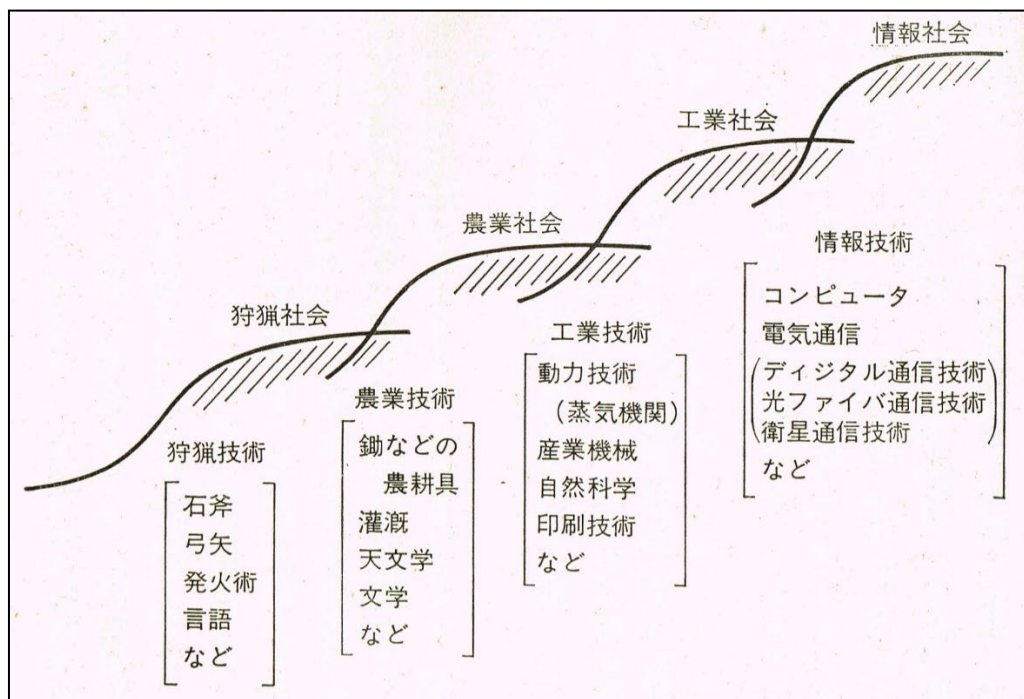 狩猟社会
狩猟技術
石斧
弓矢
発火術
言語
など
農業社会
農業技術
鋤などの
農耕具
灌漑
天文学
文学
など
工業社会
工業技術
動力技術
(蒸気機関)
産業機械
自然科学
印刷技術
など
情報社会
情報技術
コンピュータ
電気通信
(ディジタル通信技術
光ファイバ通信技術
衛星通信技術)
など